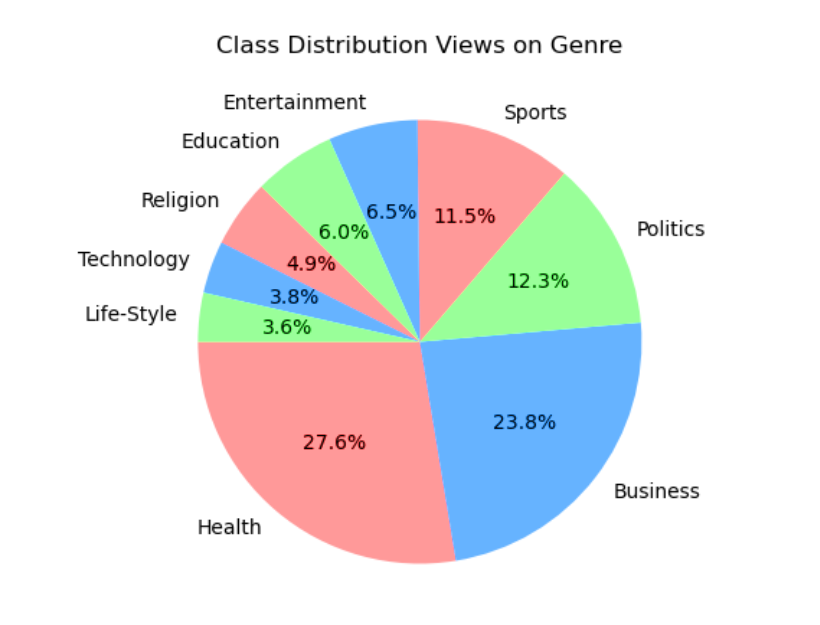 Class Distribution Views on Genre
Entertainment
Sports
Education
Religion
Politics
Technology
Life-Style
6.5%
11.5%
6.0%
4.9%
12.3%
3.8%
3.6%
23.8%
27.6%
Business
Health